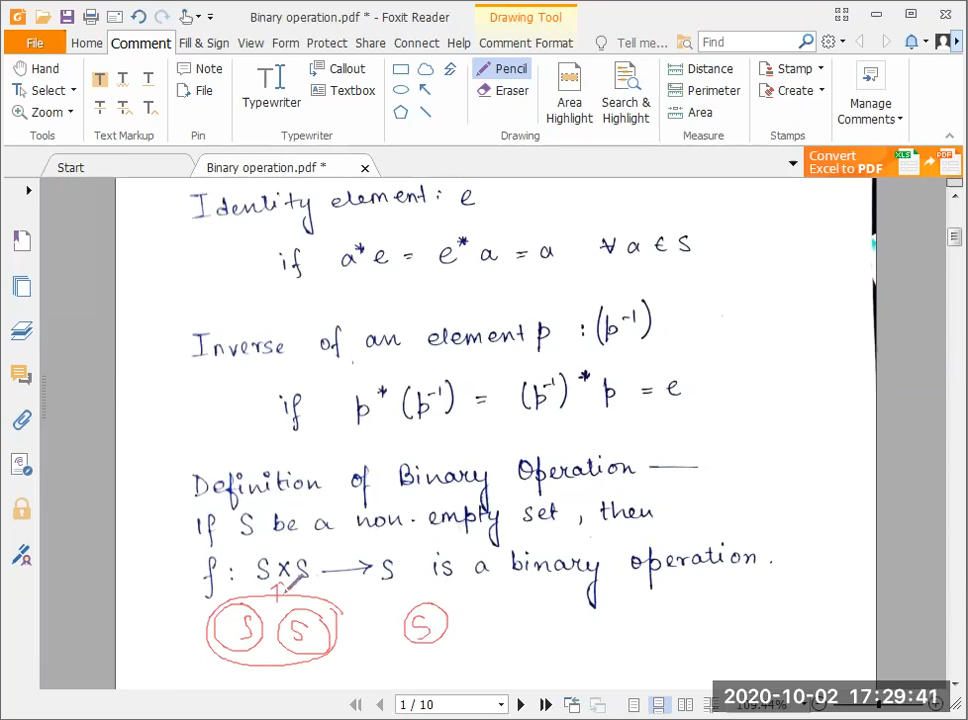 Binary operation.pdf * - Foxit Reader
Drawing Tool
File Home Comment Fill & Sign View Form Protect Share Connect Help Comment Format Tell me... Find
Hand Select Zoom Tools
Text Markup
Note File Pin
Typewriter Callout Textbox Typewriter
Pencil Eraser Area Highlight Search & Highlight Drawing
Distance Perimeter Area Measure
Stamp Create Stamps
Manage Comments
Start Binary operation.pdf * Convert Excel to PDF
Identity element : e
if a * e = e * a = a ∀ a ∈ S
Inverse of an element p : (p⁻¹)
if p * (p⁻¹) = (p⁻¹) * p = e
Definition of Binary Operation —
If S be a non-empty set, then
f : S×S → S is a binary operation.
S S S
1 / 10
2020-10-02 17:29:41